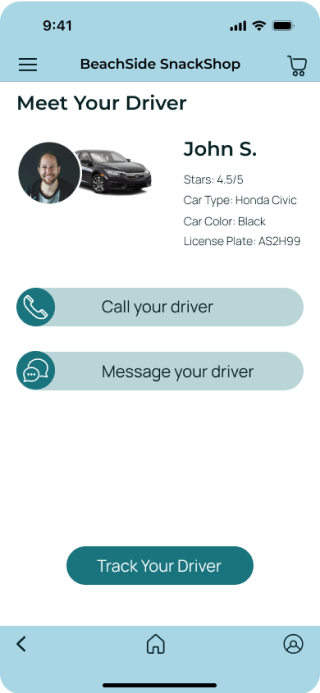 9:41
BeachSide SnackShop
Meet Your Driver
John S.
Stars: 4.5/5
Car Type: Honda Civic
Car Color: Black
License Plate: AS2H99
Call your driver
Message your driver
Track Your Driver